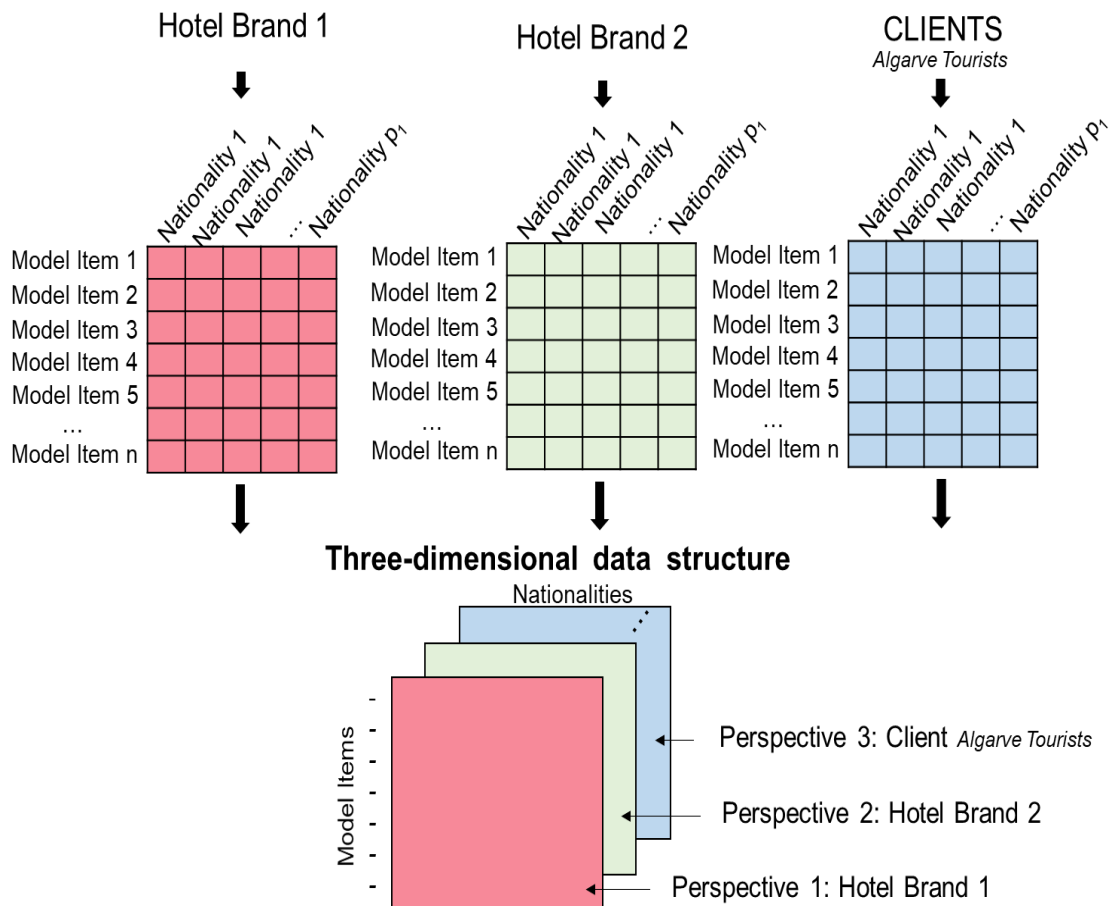 Hotel Brand 1
Nationality 1
Nationality 1
Nationality 1
...
Nationality p₁
Model Item 1
Model Item 2
Model Item 3
Model Item 4
Model Item 5
...
Model Item n
Hotel Brand 2
Nationality 1
Nationality 1
Nationality 1
...
Nationality p₁
Model Item 1
Model Item 2
Model Item 3
Model Item 4
Model Item 5
...
Model Item n
CLIENTS
Algarve Tourists
Nationality 1
Nationality 1
Nationality 1
...
Nationality p₁
Model Item 1
Model Item 2
Model Item 3
Model Item 4
Model Item 5
...
Model Item n
Three-dimensional data structure
Nationalities
Model Items
Perspective 3: Client Algarve Tourists
Perspective 2: Hotel Brand 2
Perspective 1: Hotel Brand 1